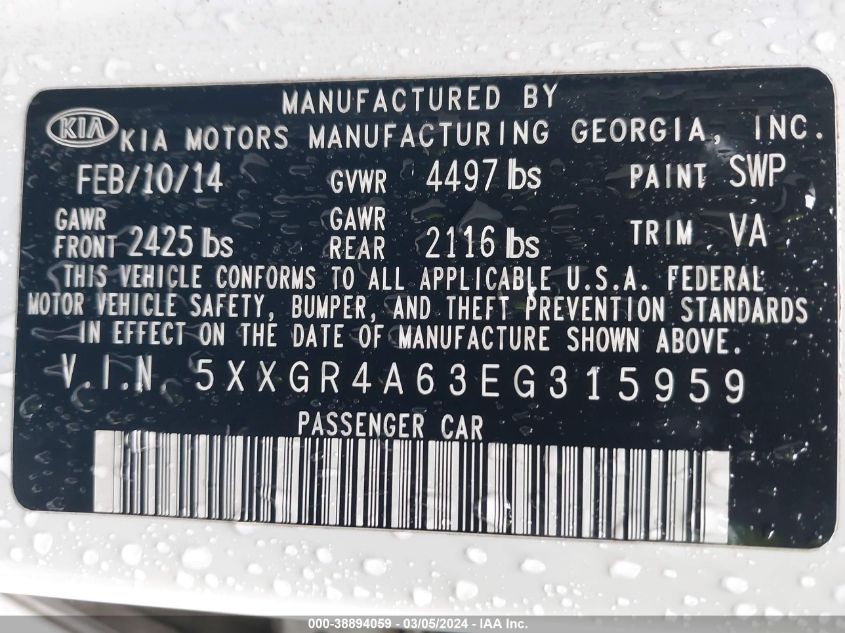 MANUFACTURED BY
KIA KIA MOTORS MANUFACTURING GEORGIA, INC.
FEB/10/14 GVWR 4497 lbs PAINT SWP
GAWR FRONT 2425 lbs GAWR REAR 2116 lbs TRIM VA
THIS VEHICLE CONFORMS TO ALL APPLICABLE U.S.A. FEDERAL
MOTOR VEHICLE SAFETY, BUMPER, AND THEFT PREVENTION STANDARDS
IN EFFECT ON THE DATE OF MANUFACTURE SHOWN ABOVE.
V.I.N. 5XXGR4A63EG315959
PASSENGER CAR
000-38894059 - 03/05/2024 - IAA Inc.